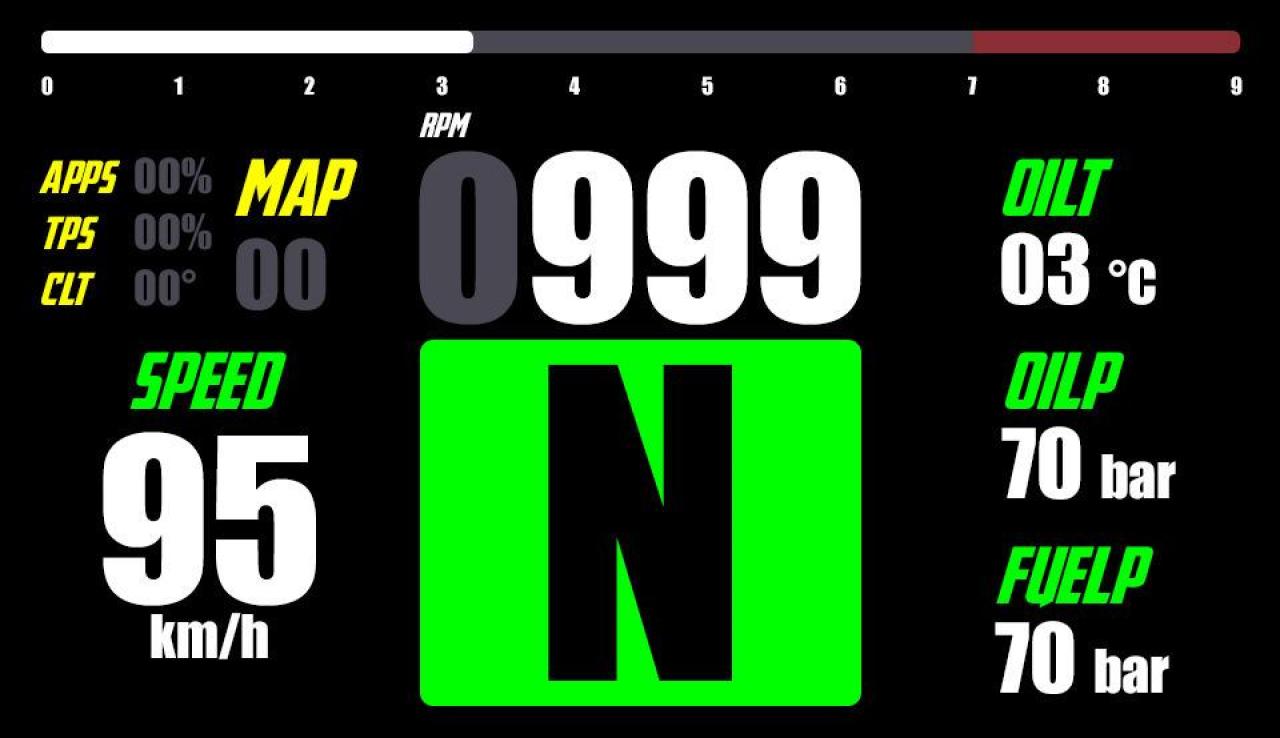 0 1 2 3 4 5 6 7 8 9
RPM
0999
APPS 00%
TPS 00%
CLT 00°
MAP
00
OILT
03 °C
SPEED
95
km/h
N
OILP
70 bar
FUELP
70 bar